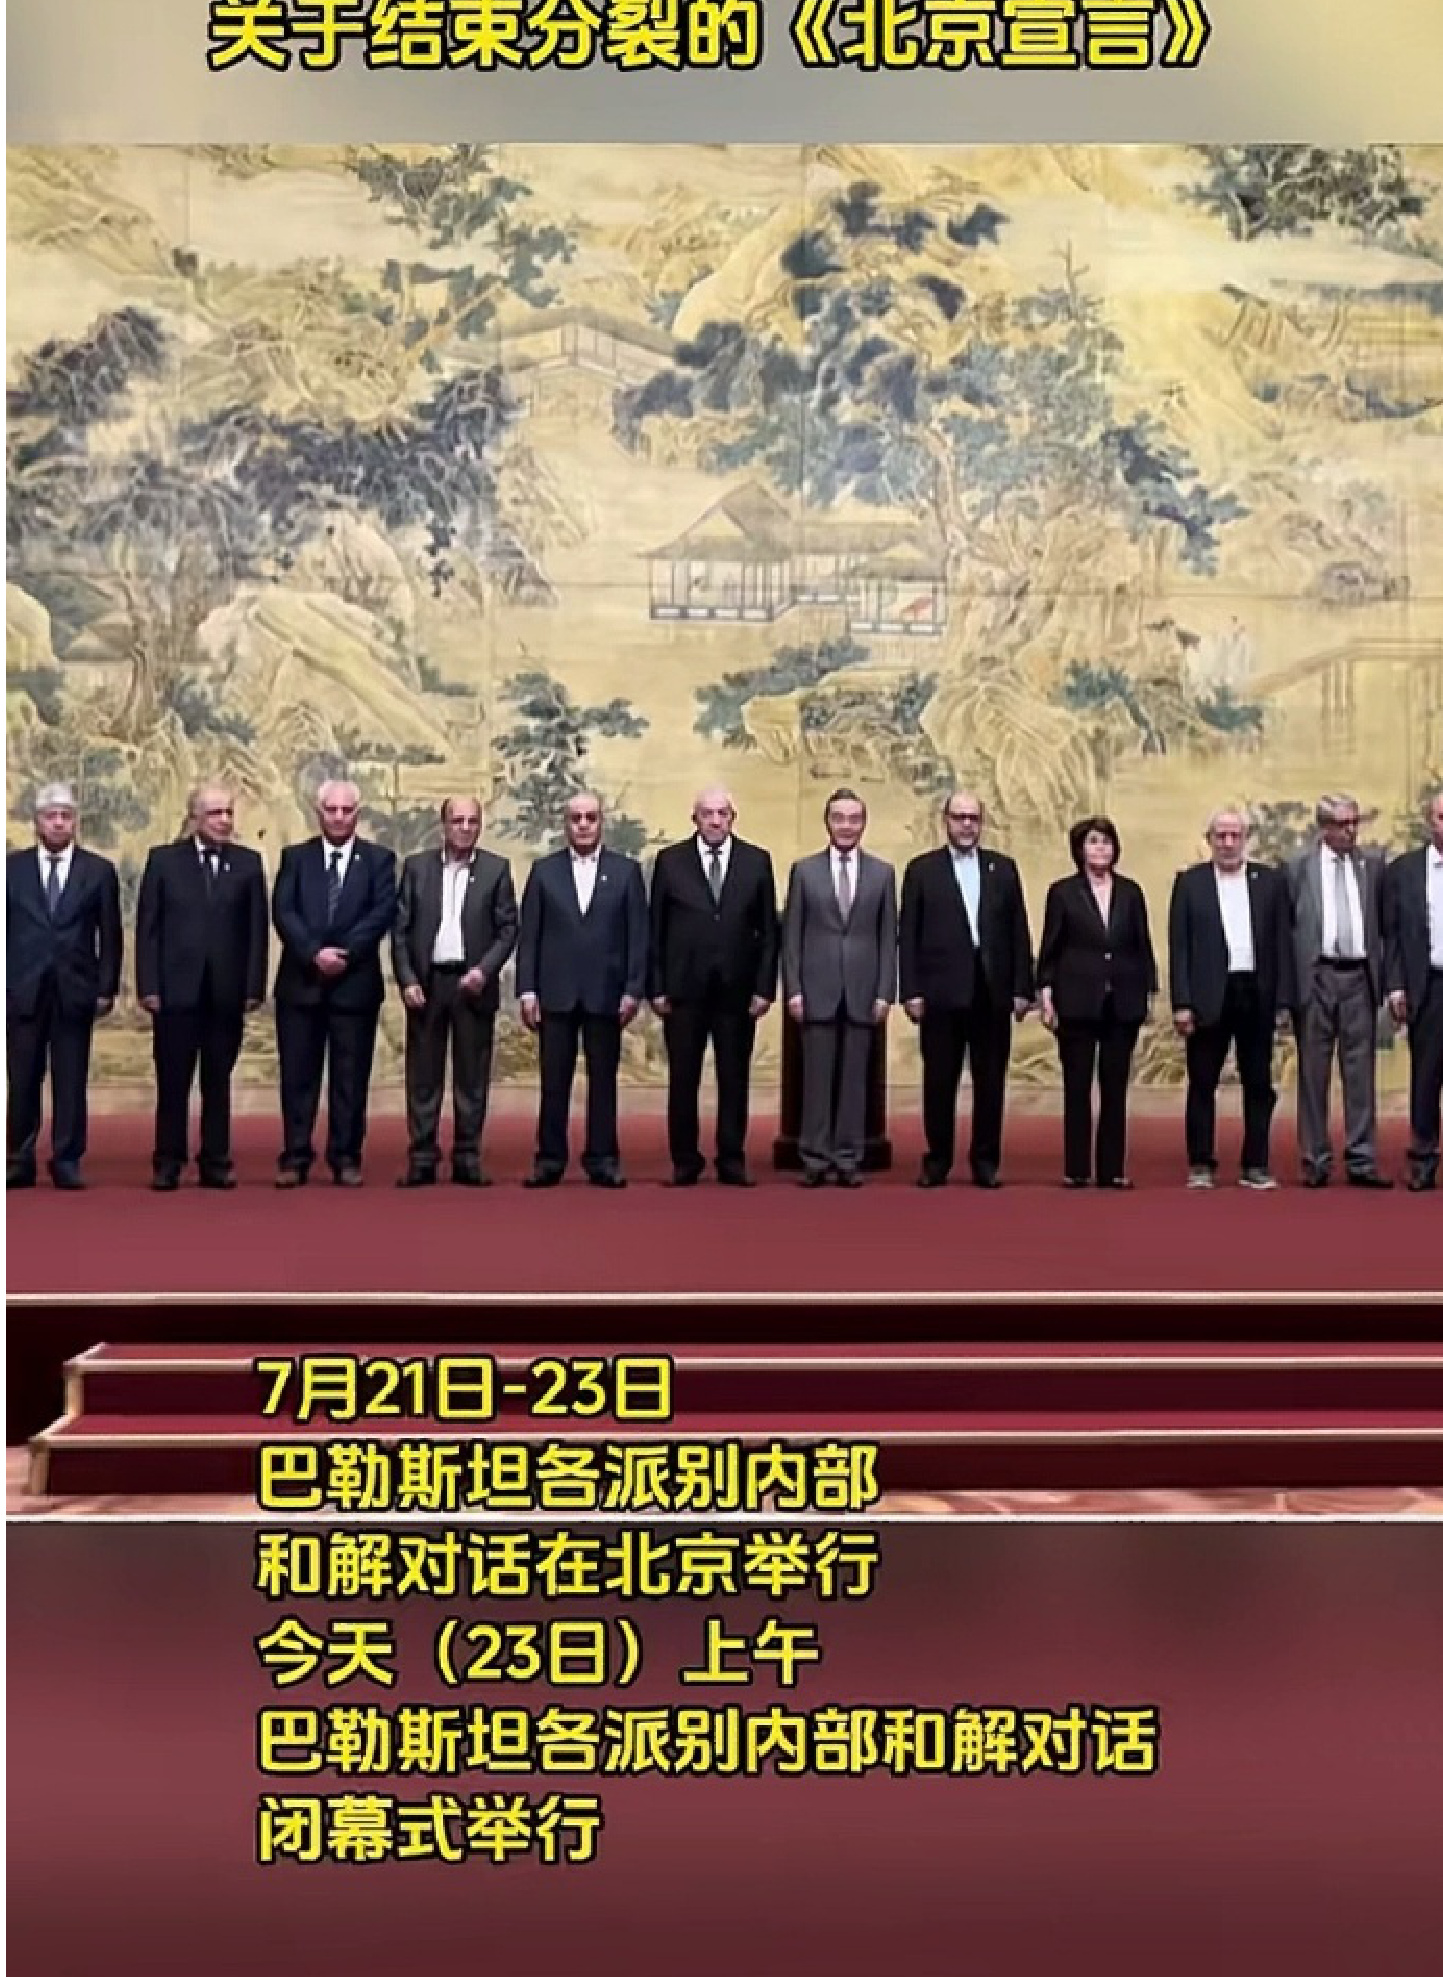 关于结束分裂的《北京宣言》
7月21日-23日
巴勒斯坦各派别内部
和解对话在北京举行
今天（23日）上午
巴勒斯坦各派别内部和解对话
闭幕式举行